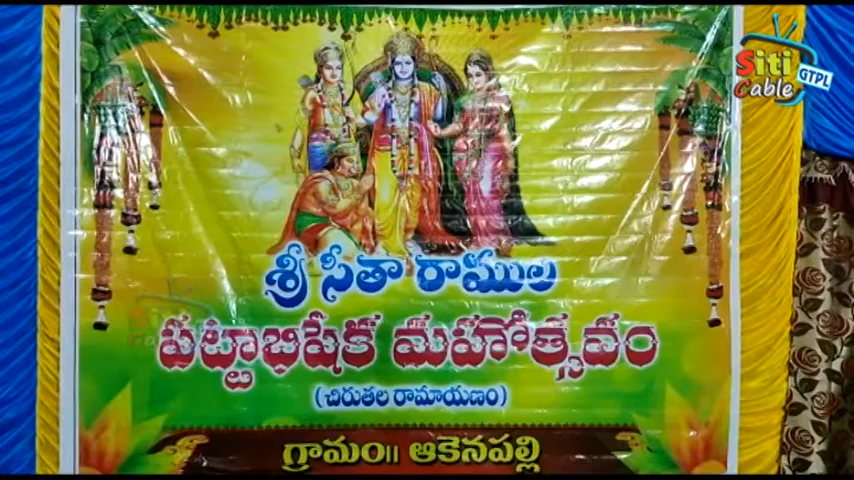 Siti
Cable
GTPL
శ్రీ సీతా రాముల
పట్టాభిషేక మహోత్సవం
(చిరుతల రామాయణం)
గ్రామం॥ ఆకెనపల్లి